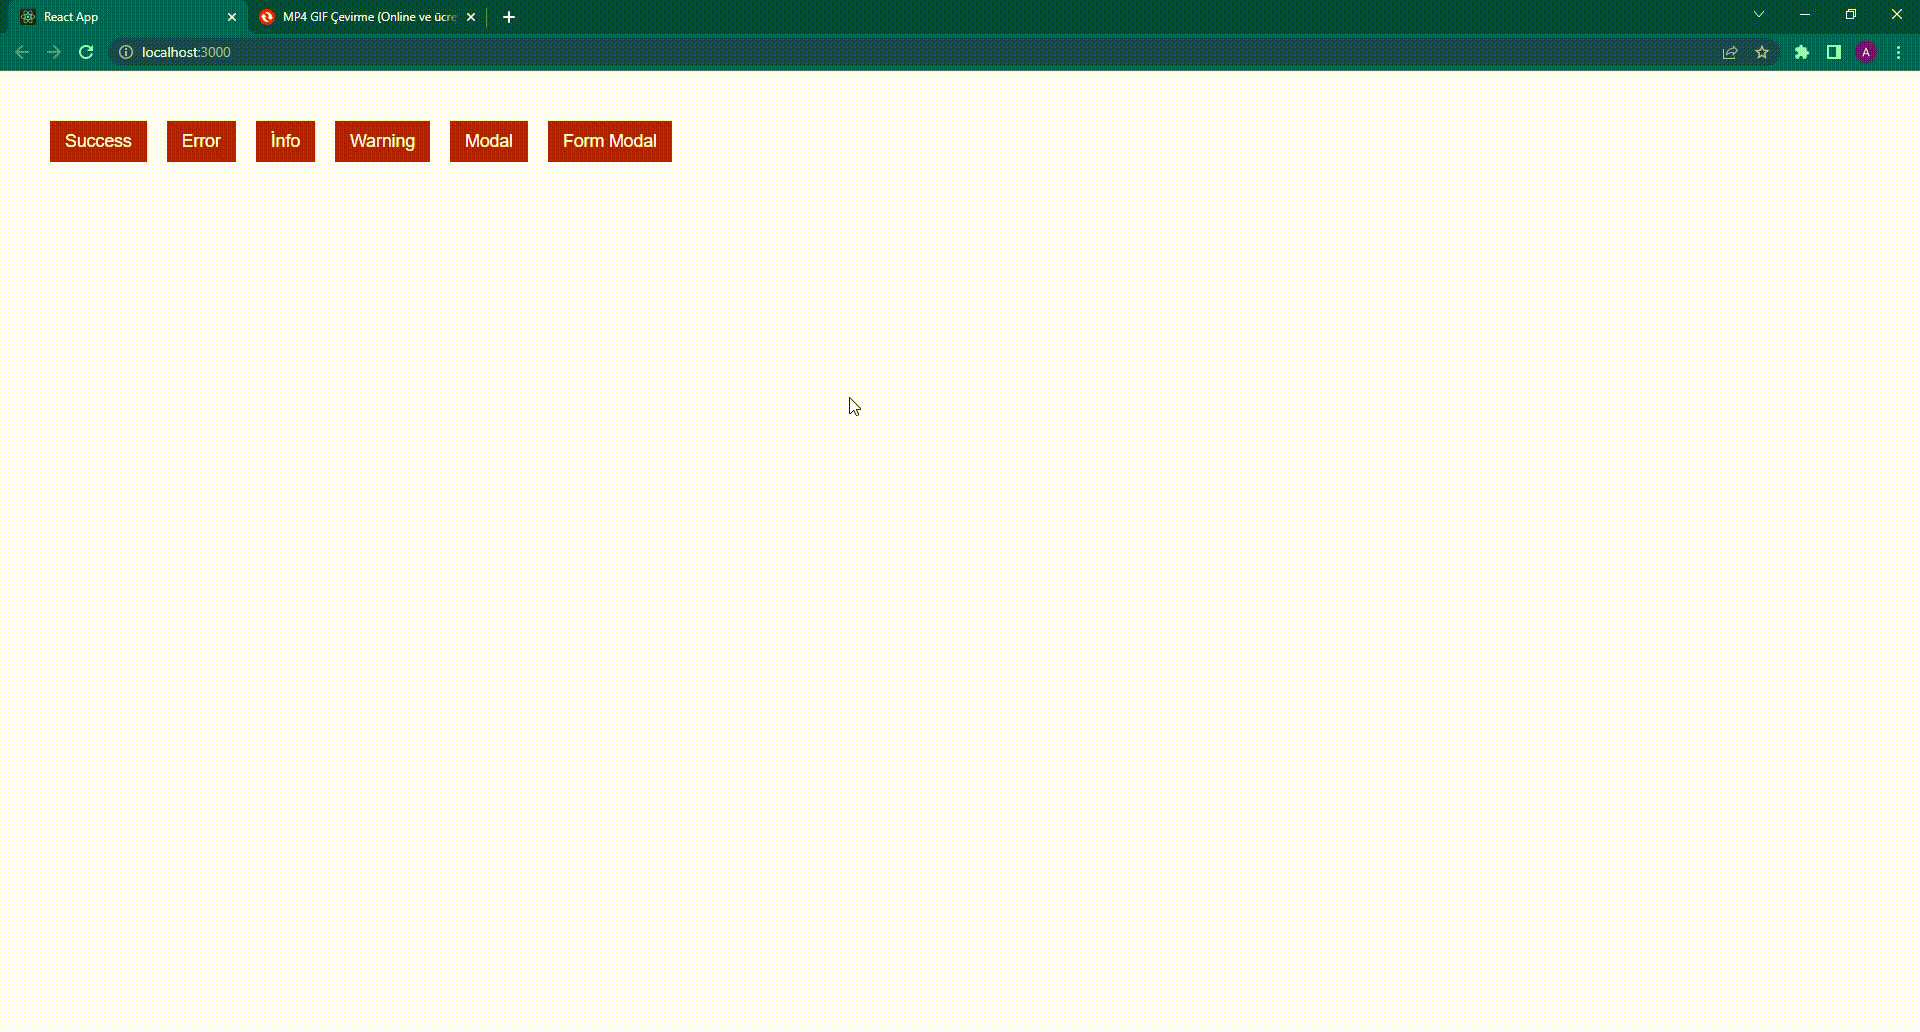 React App
MP4 GIF Çevirme (Online ve ücre
localhost:3000
A
Success
Error
İnfo
Warning
Modal
Form Modal